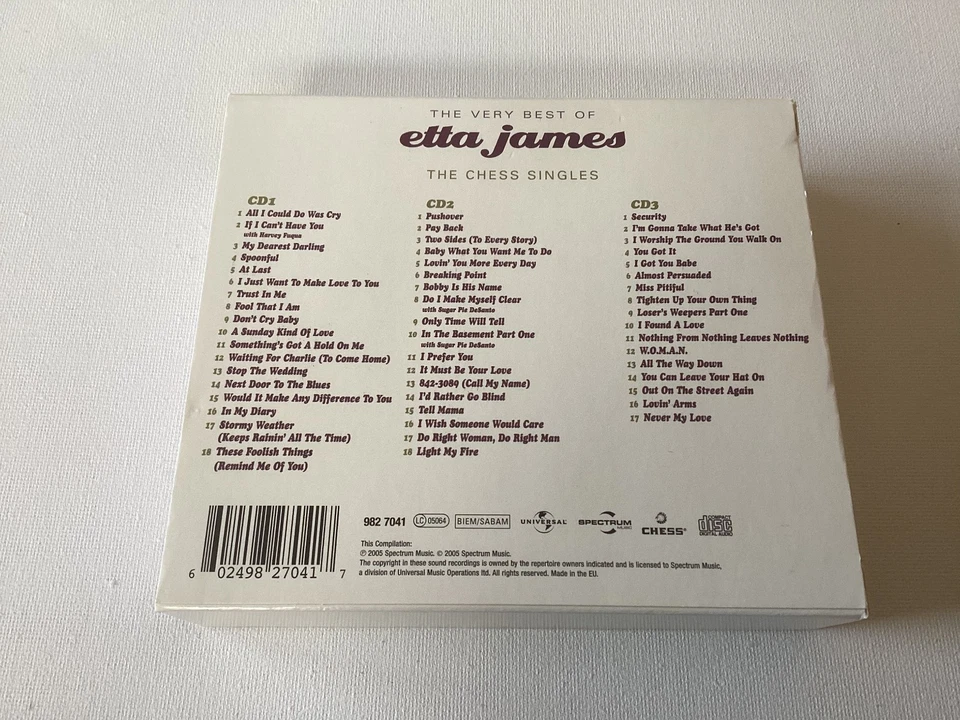 THE VERY BEST OF
etta james
THE CHESS SINGLES
CD1
1 All I Could Do Was Cry
2 If I Can't Have You
with Harvey Fuqua
3 My Dearest Darling
4 Spoonful
5 At Last
6 I Just Want To Make Love To You
7 Trust In Me
8 Fool That I Am
9 Don't Cry Baby
10 A Sunday Kind Of Love
11 Something's Got A Hold On Me
12 Waiting For Charlie (To Come Home)
13 Stop The Wedding
14 Next Door To The Blues
15 Would It Make Any Difference To You
16 In My Diary
17 Stormy Weather
(Keeps Rainin' All The Time)
18 These Foolish Things
(Remind Me Of You)
CD2
1 Pushover
2 Pay Back
3 Two Sides (To Every Story)
4 Baby What You Want Me To Do
5 Lovin' You More Every Day
6 Breaking Point
7 Bobby Is His Name
8 Do I Make Myself Clear
with Sugar Pie DeSanto
9 Only Time Will Tell
10 In The Basement Part One
with Sugar Pie DeSanto
11 I Prefer You
12 It Must Be Your Love
13 842-3089 (Call My Name)
14 I'd Rather Go Blind
15 Tell Mama
16 I Wish Someone Would Care
17 Do Right Woman, Do Right Man
18 Light My Fire
CD3
1 Security
2 I'm Gonna Take What He's Got
3 I Worship The Ground You Walk On
4 You Got It
5 I Got You Babe
6 Almost Persuaded
7 Miss Pitiful
8 Tighten Up Your Own Thing
9 Loser's Weepers Part One
10 I Found A Love
11 Nothing From Nothing Leaves Nothing
12 W.O.M.A.N.
13 All The Way Down
14 You Can Leave Your Hat On
15 Out On The Street Again
16 Lovin' Arms
17 Never My Love
6 02498 27041 7
982 7041 LC 05064 BIEM/SABAM UNIVERSAL SPECTRUM MUSIC CHESS COMPACT disc DIGITAL AUDIO
This Compilation:
℗ 2005 Spectrum Music. © 2005 Spectrum Music.
The copyright in these sound recordings is owned by the repertoire owners indicated and is licensed to Spectrum Music,
a division of Universal Music Operations ltd. All rights reserved. Made in the EU.